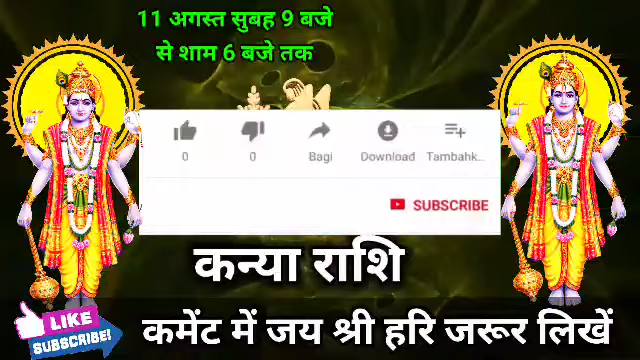 11 अगस्त सुबह 9 बजे
से शाम 6 बजे तक
0 0 Bagi Download Tambahk...
SUBSCRIBE
कन्या राशि
LIKE
SUBSCRIBE!
कमेंट में जय श्री हरि जरूर लिखें